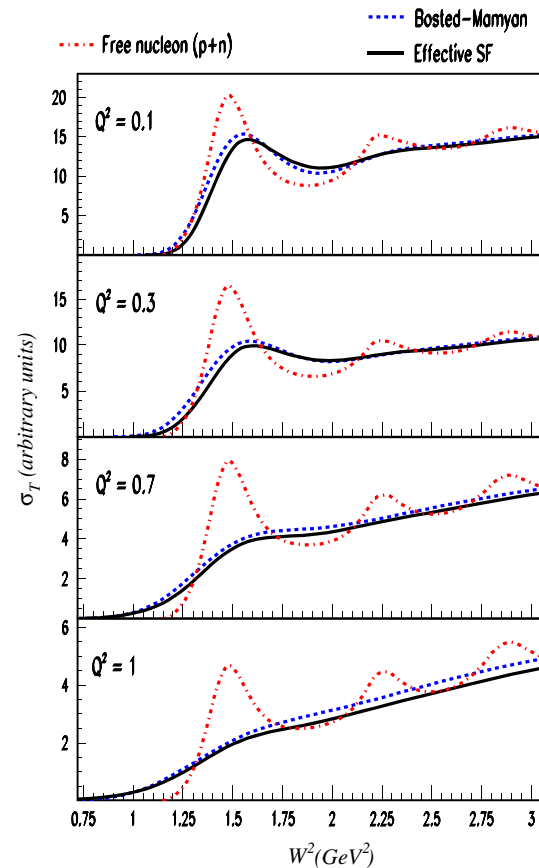 Bosted-Mamyan
Free nucleon (p+n)
Effective SF
Q² = 0.1
20
15
10
5
Q² = 0.3
15
10
5
σ_T (arbitrary units)
Q² = 0.7
8
6
4
2
Q² = 1
6
4
2
0.75 1 1.25 1.5 1.75 2 2.25 2.5 2.75 3
W²(GeV²)